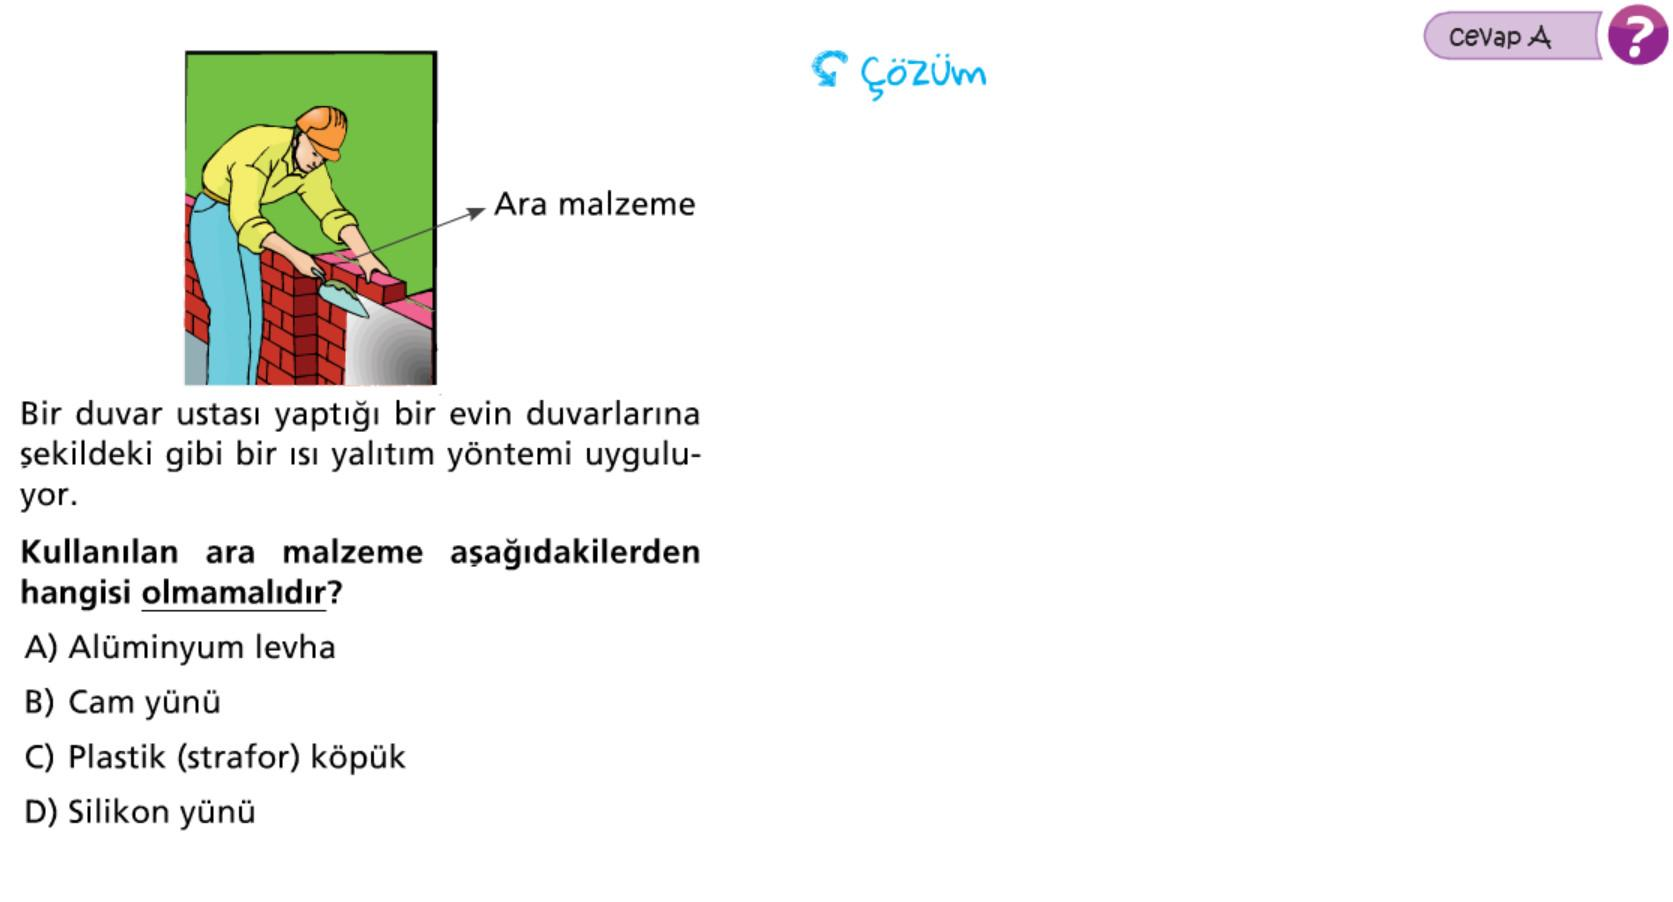 Cevap A
?
Çözüm
Ara malzeme
Bir duvar ustası yaptığı bir evin duvarlarına
şekildeki gibi bir ısı yalıtım yöntemi uygulu-
yor.
Kullanılan ara malzeme aşağıdakilerden
hangisi olmamalıdır?
A) Alüminyum levha
B) Cam yünü
C) Plastik (strafor) köpük
D) Silikon yünü